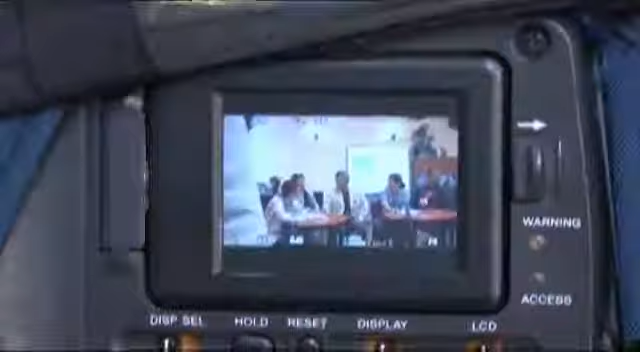 WARNING
ACCESS
DISP SEL
HOLD
RESET
DISPLAY
LCD